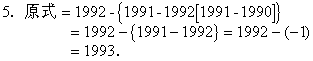 5. 原式 = 1992 - {1991 - 1992[1991 - 1990]}
= 1992 - {1991 - 1992} = 1992 - (-1)
= 1993.